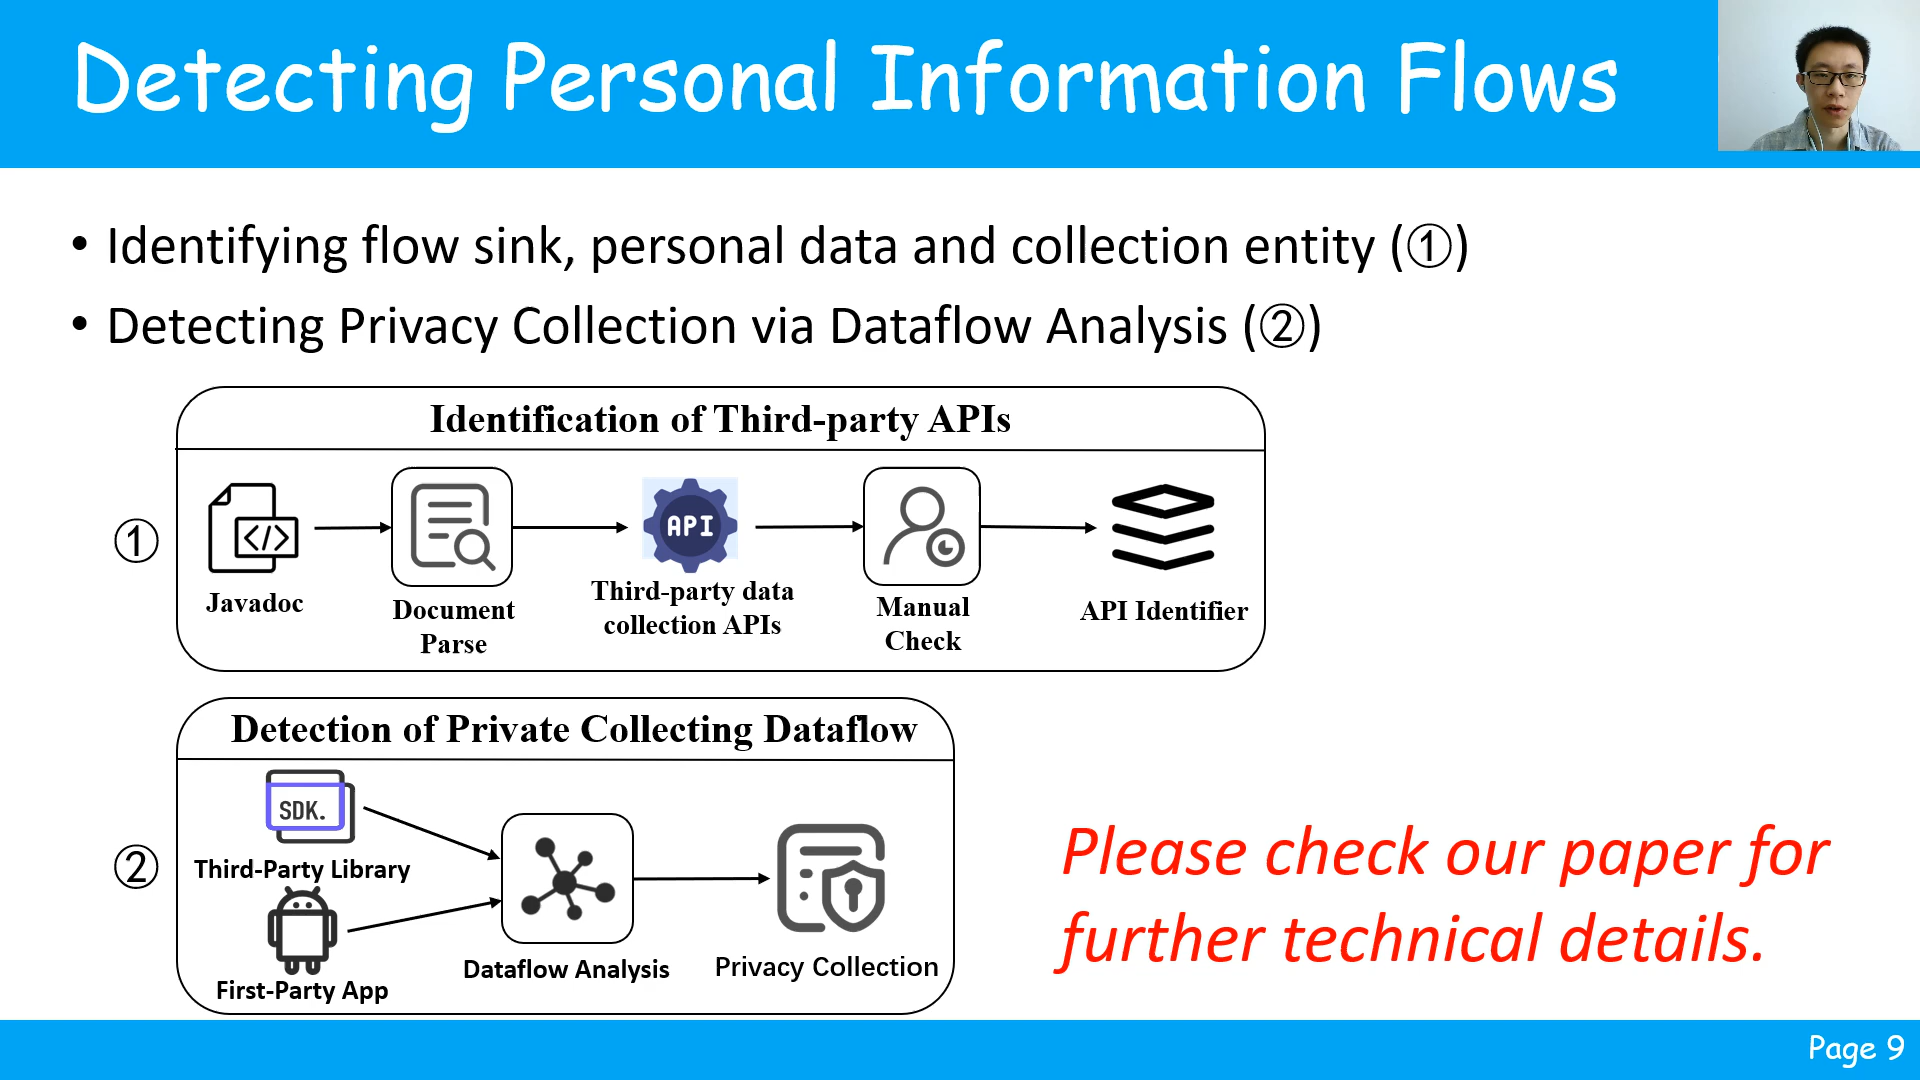 Detecting Personal Information Flows
• Identifying flow sink, personal data and collection entity (①)
• Detecting Privacy Collection via Dataflow Analysis (②)
Identification of Third-party APIs
①
</>
API
Javadoc
Document
Parse
Third-party data
collection APIs
Manual
Check
API Identifier
Detection of Private Collecting Dataflow
②
SDK.
Third-Party Library
First-Party App
Dataflow Analysis
Privacy Collection
Please check our paper for
further technical details.
Page 9